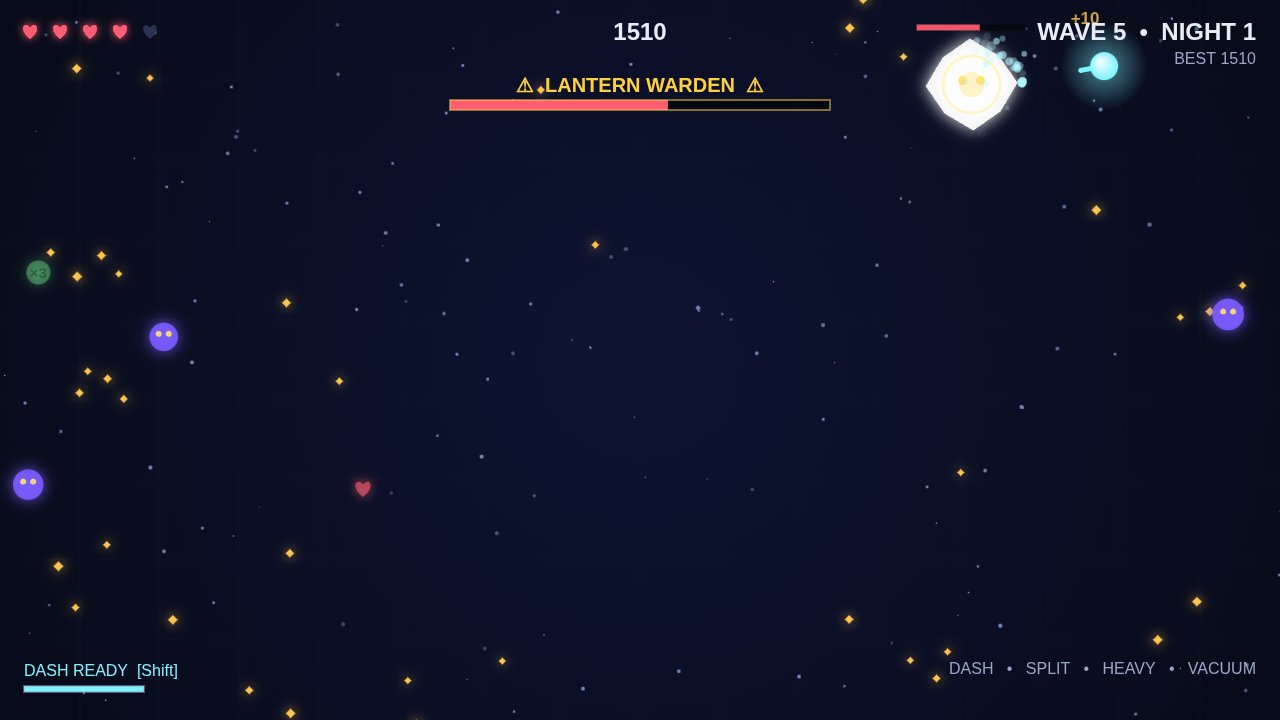 1510
+10
WAVE 5 • NIGHT 1
BEST 1510
⚠ LANTERN WARDEN ⚠
×3
DASH READY [Shift]
DASH • SPLIT • HEAVY • VACUUM